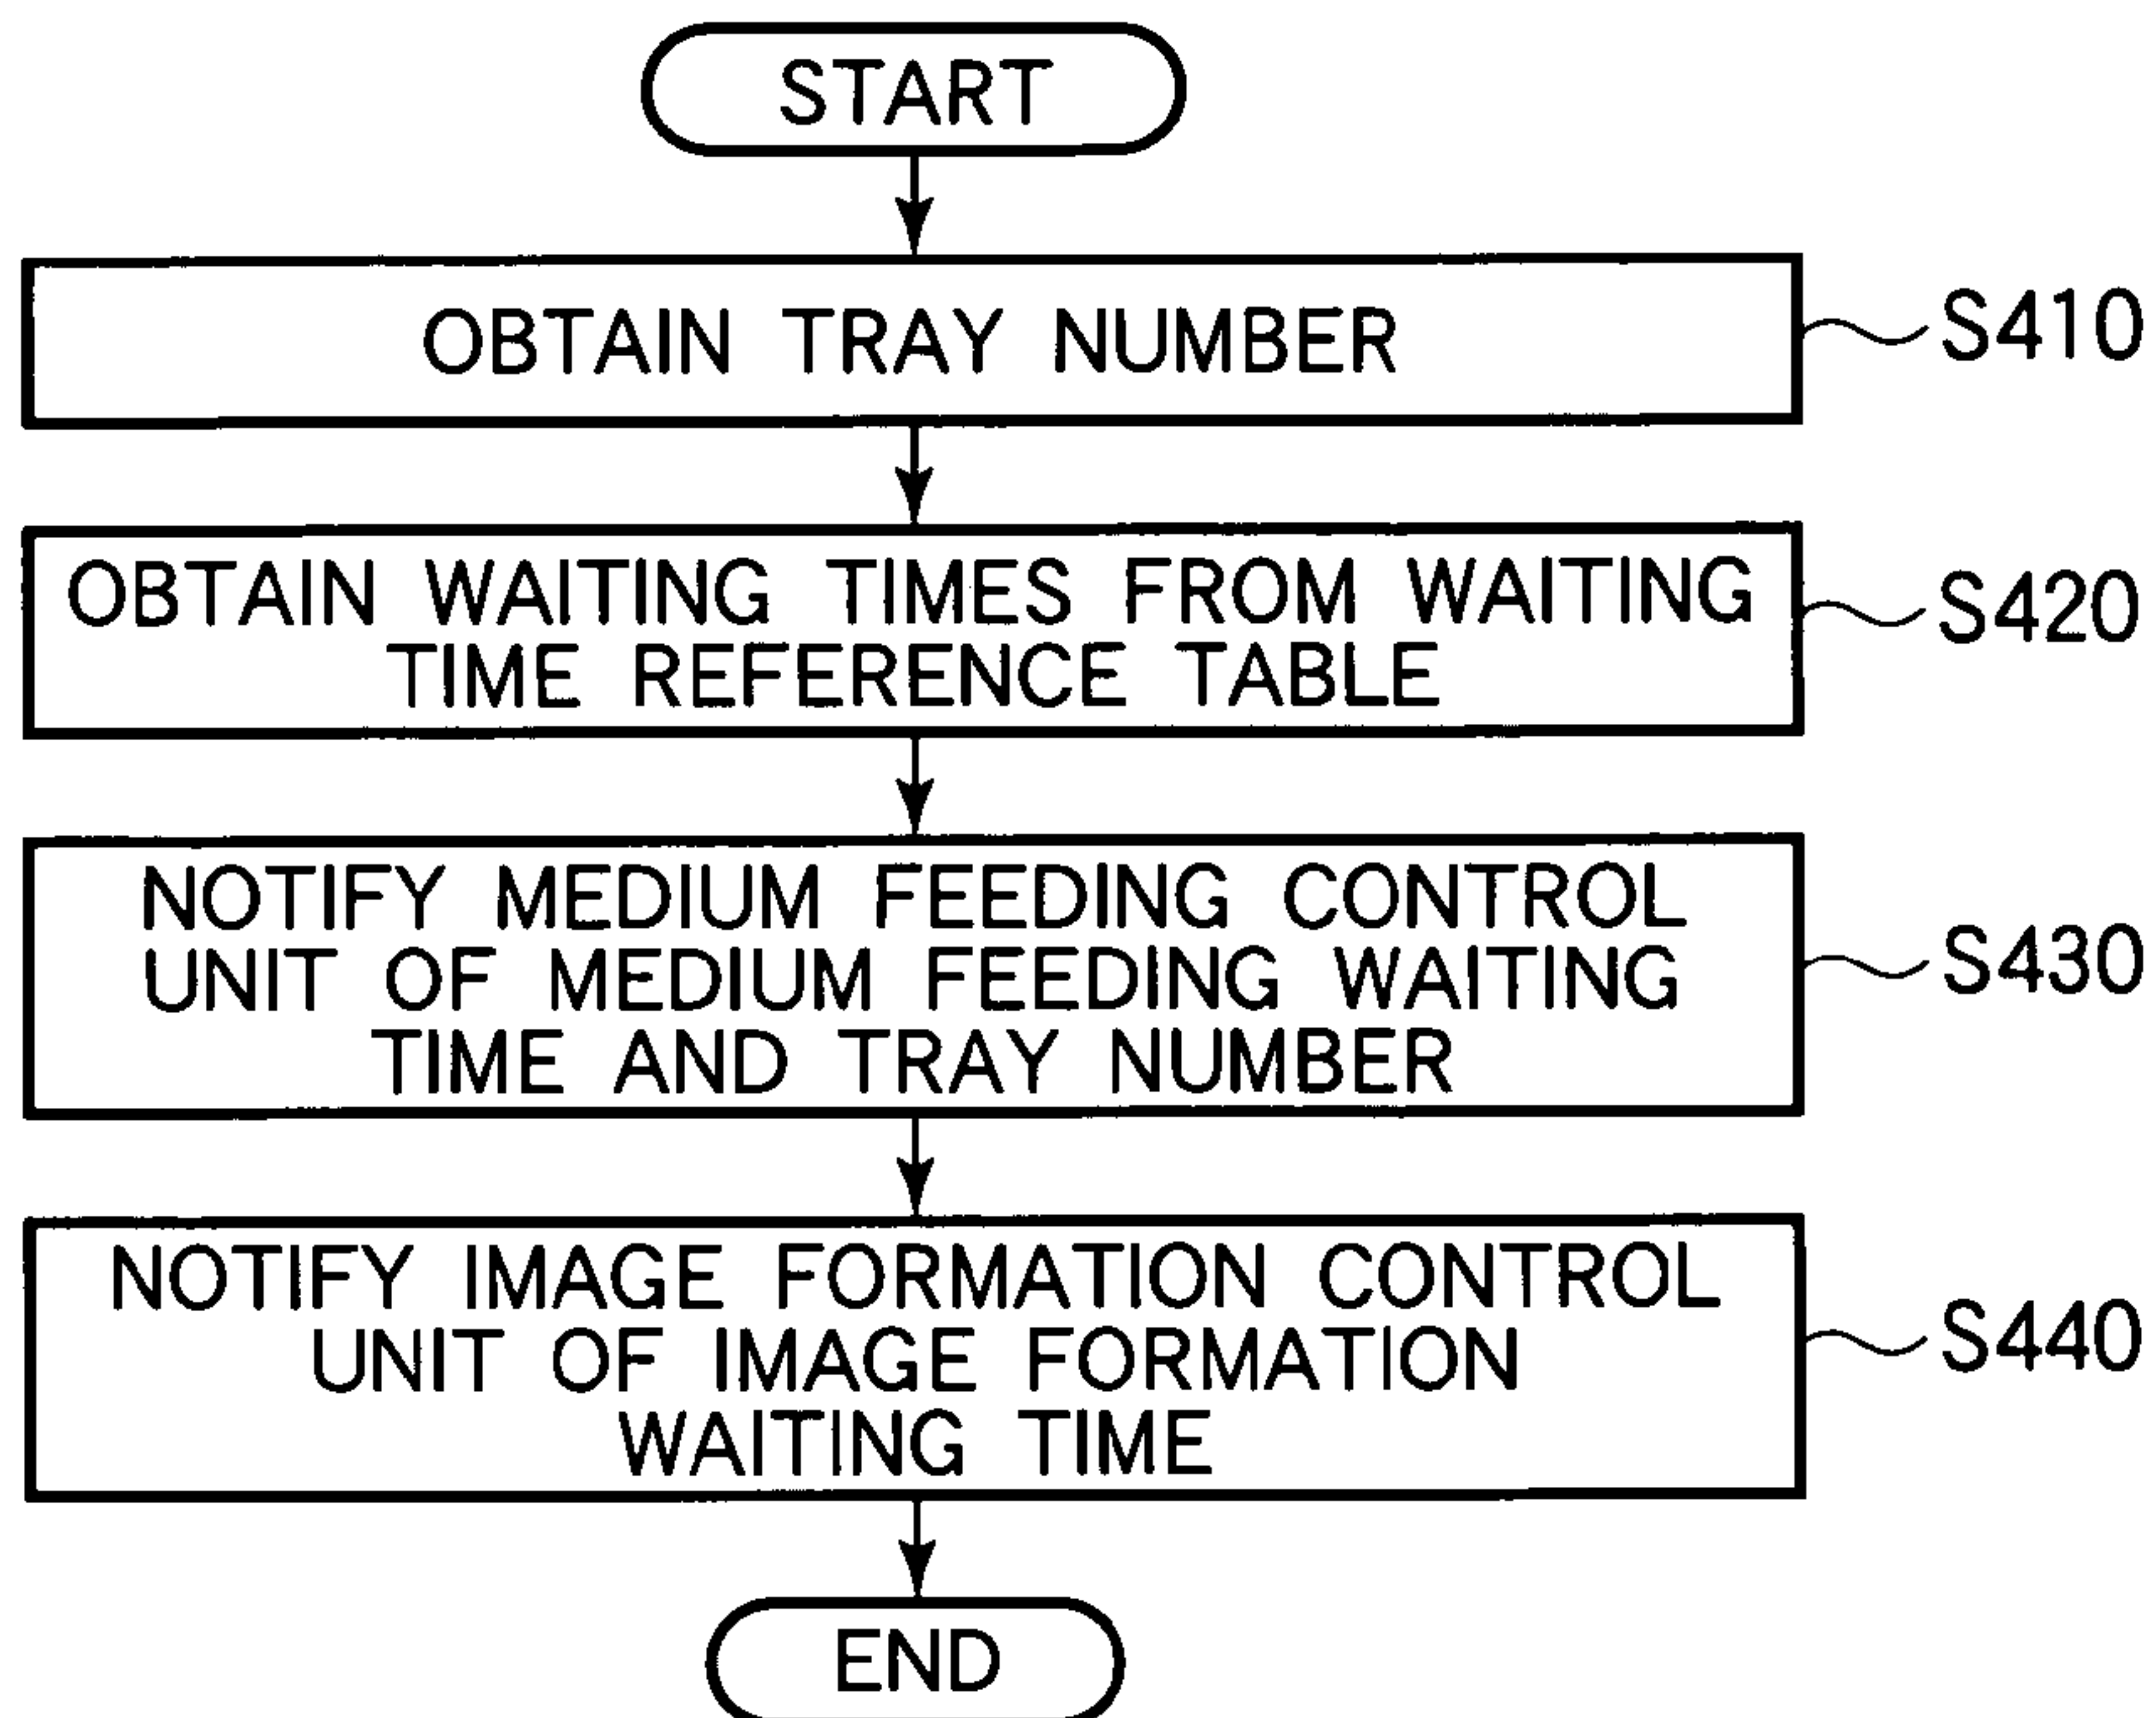 START
OBTAIN TRAY NUMBER
S410
OBTAIN WAITING TIMES FROM WAITING
TIME REFERENCE TABLE
S420
NOTIFY MEDIUM FEEDING CONTROL
UNIT OF MEDIUM FEEDING WAITING
TIME AND TRAY NUMBER
S430
NOTIFY IMAGE FORMATION CONTROL
UNIT OF IMAGE FORMATION
WAITING TIME
S440
END